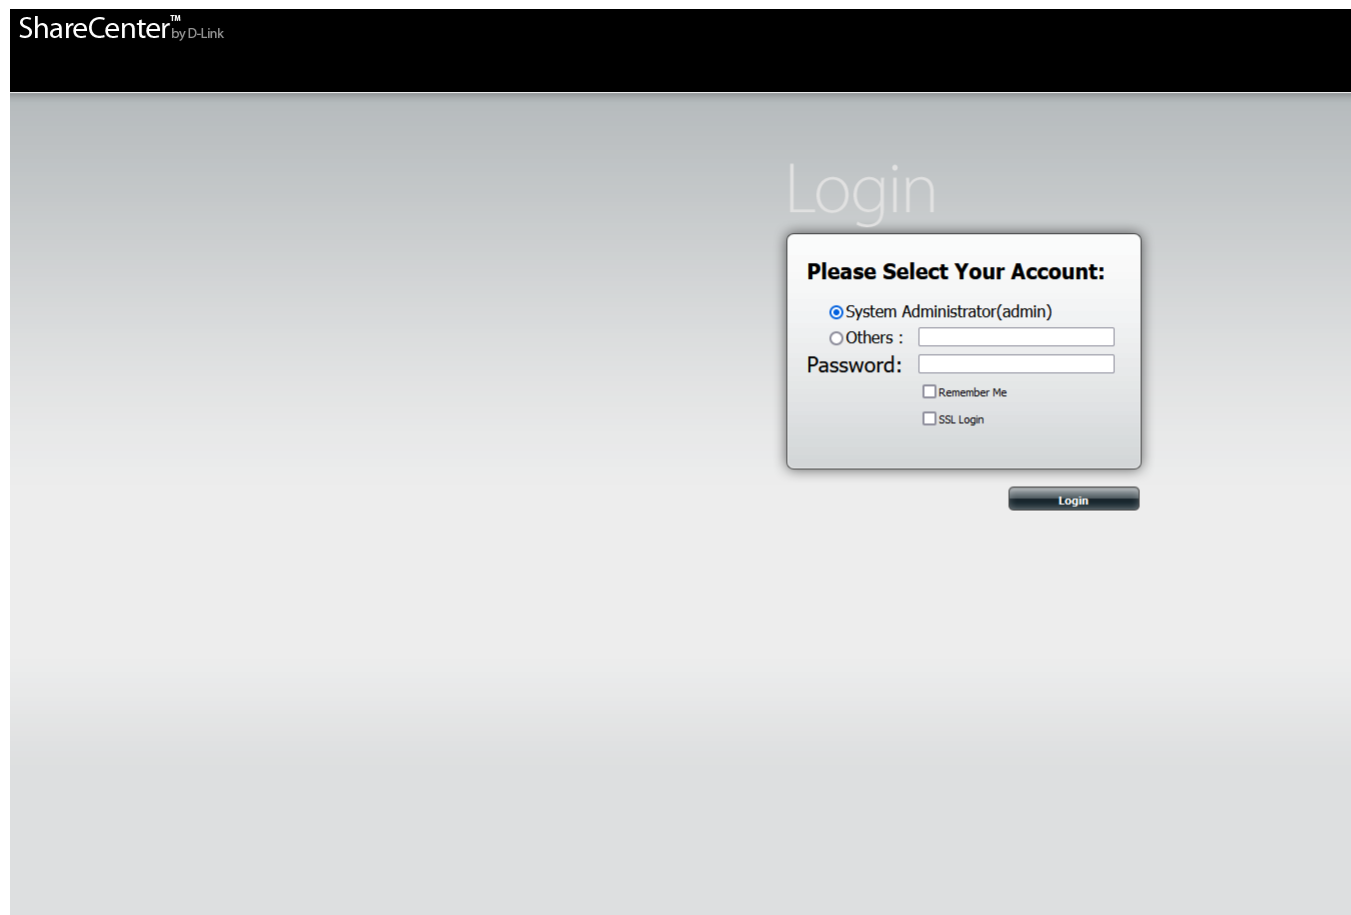 ShareCenter™ by D-Link
Login
Please Select Your Account:
System Administrator(admin)
Others :
Password:
Remember Me
SSL Login
Login